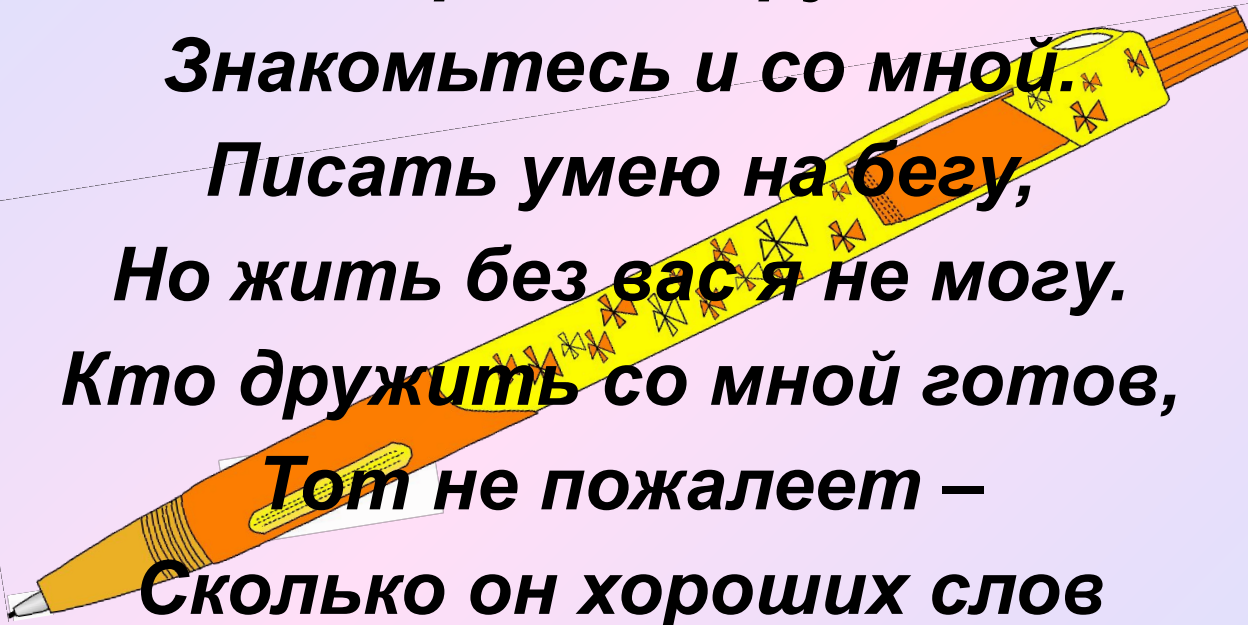 Знакомьтесь и со мной.
Писать умею на бегу,
Но жить без вас я не могу.
Кто дружить со мной готов,
Тот не пожалеет –
Сколько он хороших слов